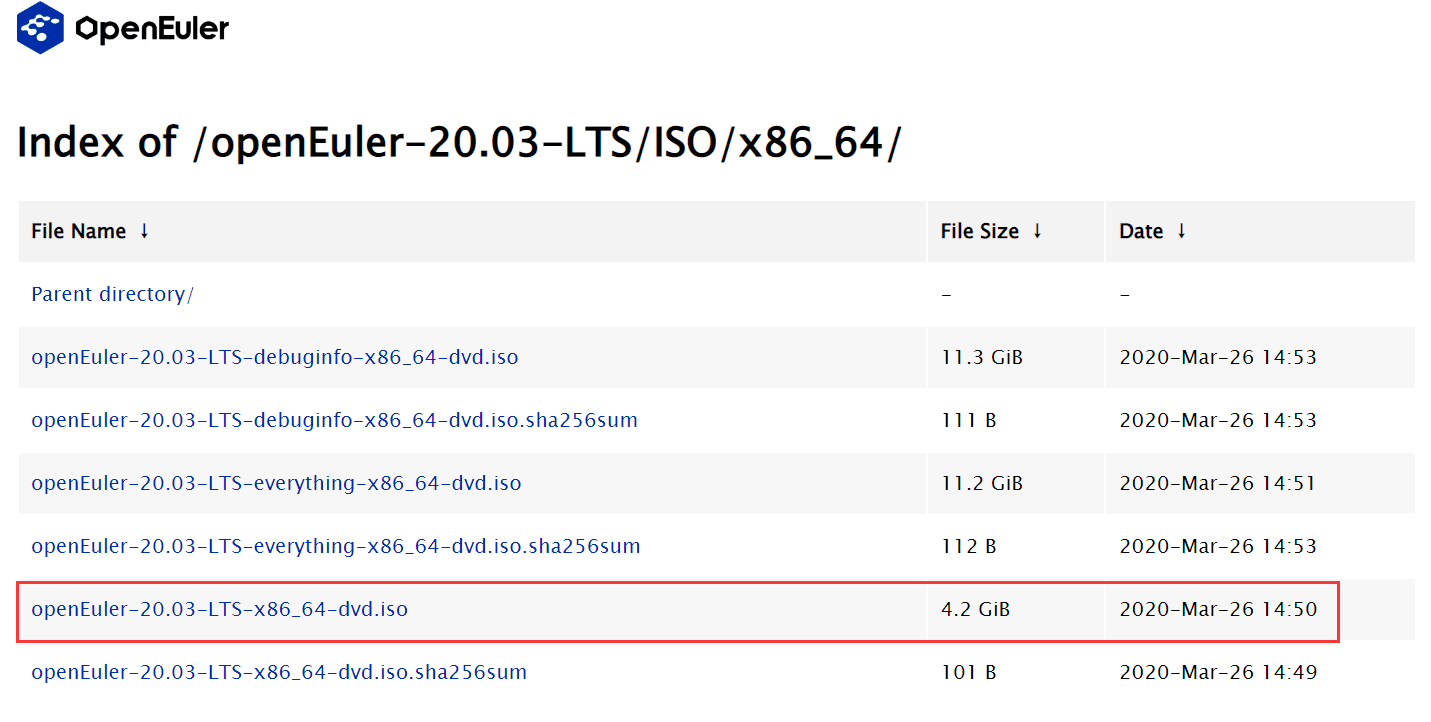 OpenEuler
Index of /openEuler-20.03-LTS/ISO/x86_64/
File Name ↓ File Size ↓ Date ↓
Parent directory/ - -
openEuler-20.03-LTS-debuginfo-x86_64-dvd.iso 11.3 GiB 2020-Mar-26 14:53
openEuler-20.03-LTS-debuginfo-x86_64-dvd.iso.sha256sum 111 B 2020-Mar-26 14:53
openEuler-20.03-LTS-everything-x86_64-dvd.iso 11.2 GiB 2020-Mar-26 14:51
openEuler-20.03-LTS-everything-x86_64-dvd.iso.sha256sum 112 B 2020-Mar-26 14:53
openEuler-20.03-LTS-x86_64-dvd.iso 4.2 GiB 2020-Mar-26 14:50
openEuler-20.03-LTS-x86_64-dvd.iso.sha256sum 101 B 2020-Mar-26 14:49